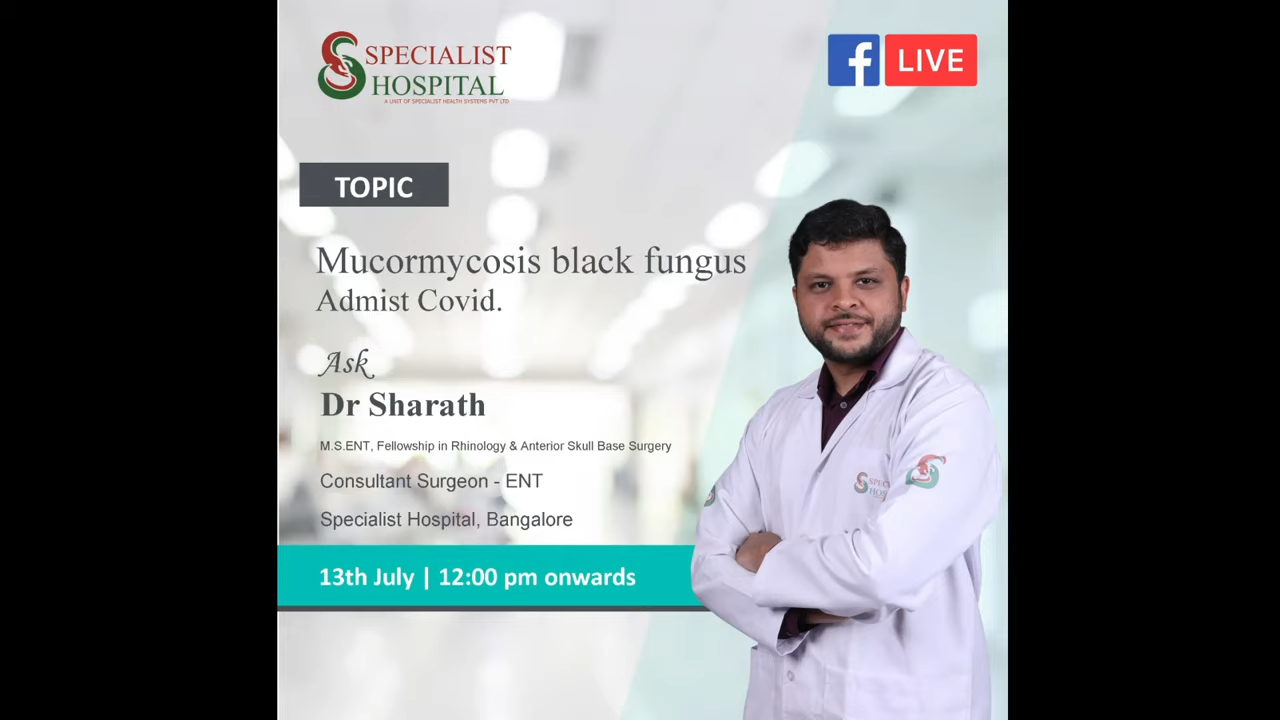 SPECIALIST
HOSPITAL
A UNIT OF SPECIALIST HEALTH SYSTEMS PVT LTD
f LIVE
TOPIC
Mucormycosis black fungus
Admist Covid.
Ask
Dr Sharath
M.S.ENT, Fellowship in Rhinology & Anterior Skull Base Surgery
Consultant Surgeon - ENT
Specialist Hospital, Bangalore
13th July | 12:00 pm onwards